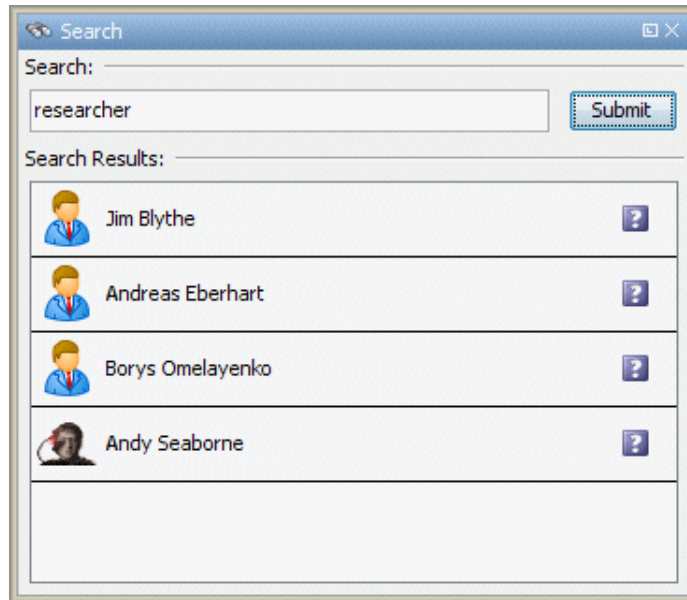 Search
Search:
researcher
Submit
Search Results:
Jim Blythe
?
Andreas Eberhart
?
Borys Omelayenko
?
Andy Seaborne
?